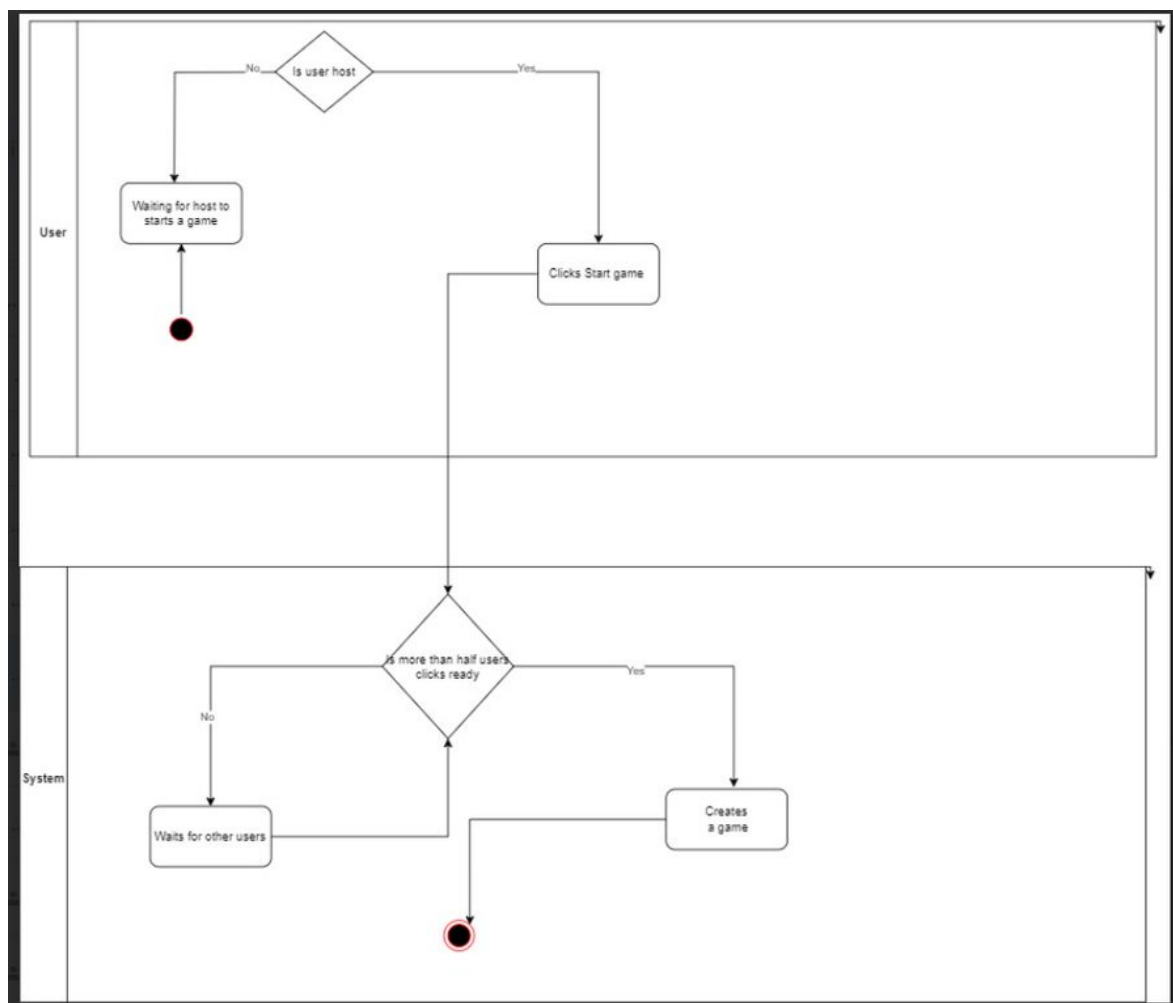 No
Is user host
Yes
Waiting for host to
starts a game
User
Clicks Start game
Is more than half users
clicks ready
Yes
No
System
Waits for other users
Creates
a game